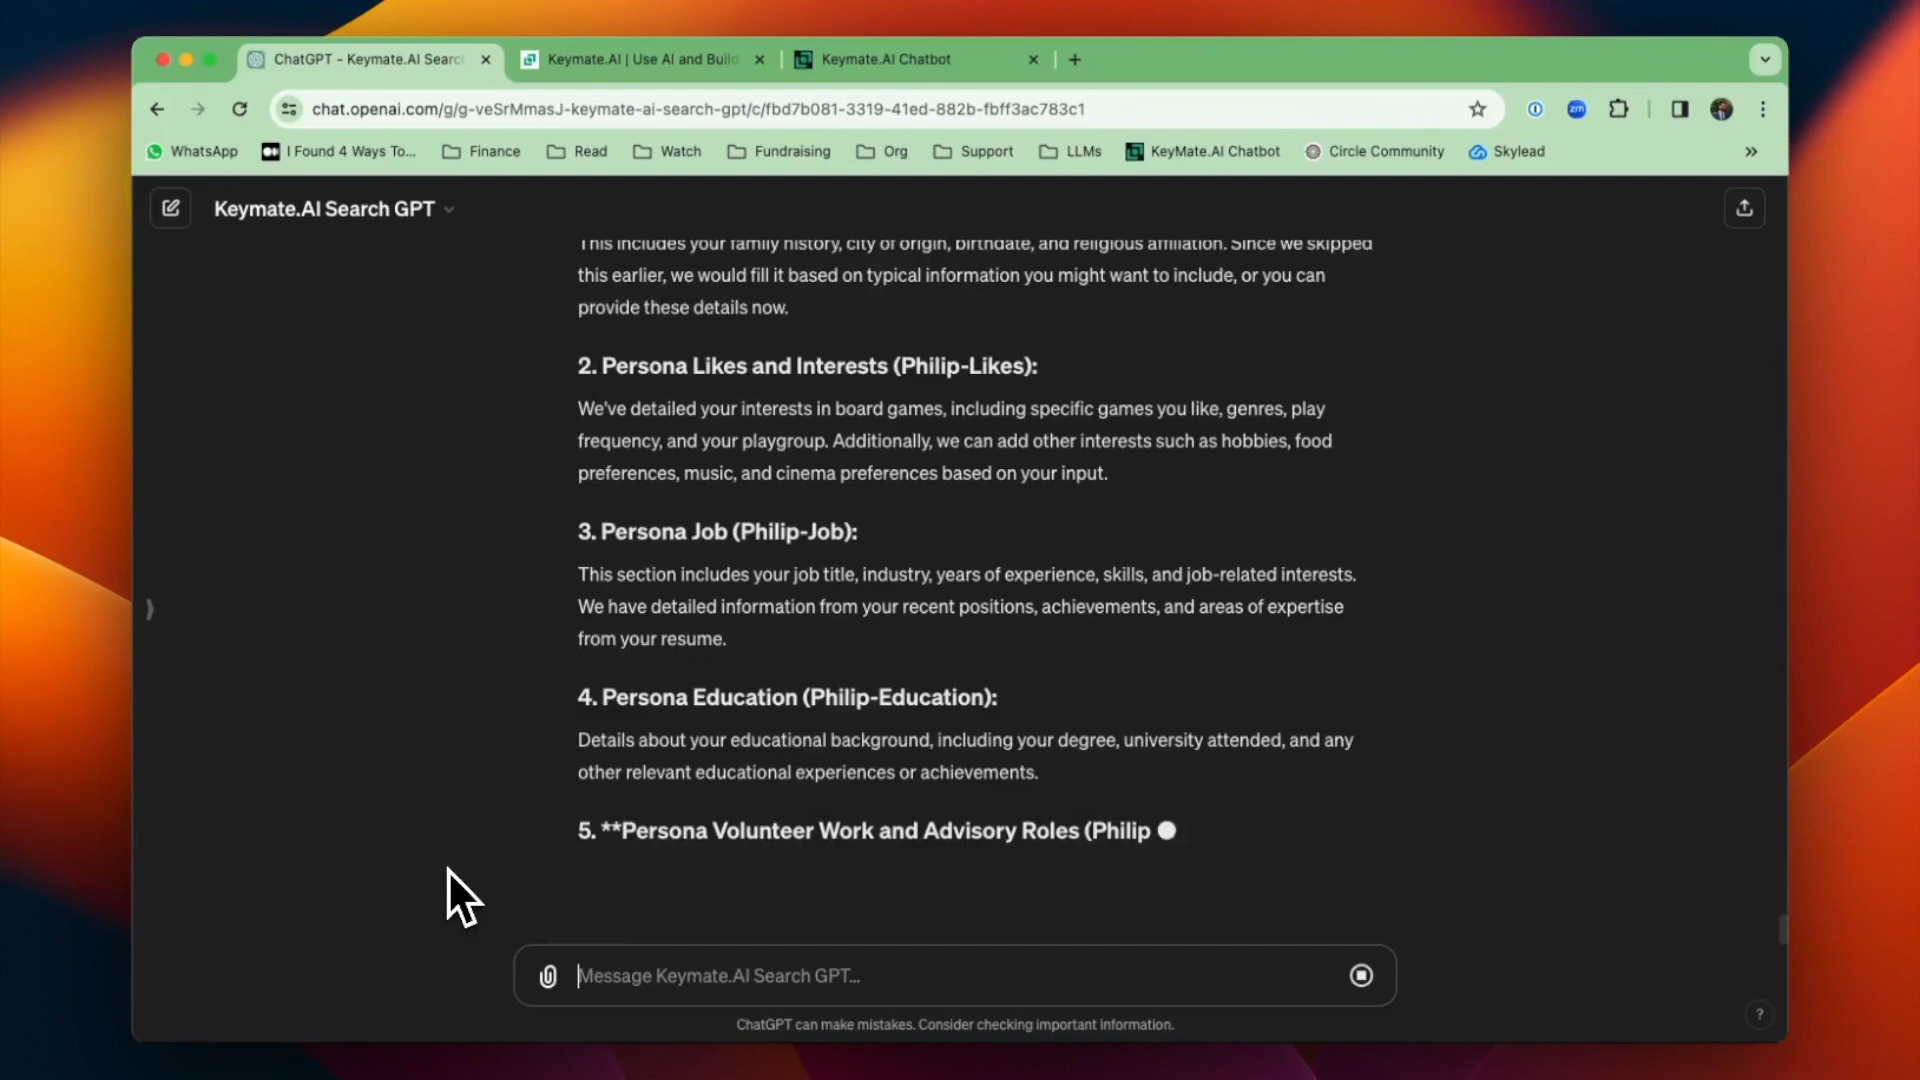 ChatGPT - Keymate.AI Searc
Keymate.AI | Use AI and Build
Keymate.AI Chatbot
chat.openai.com/g/g-veSrMmasJ-keymate-ai-search-gpt/c/fbd7b081-3319-41ed-882b-fbff3ac783c1
zm
WhatsApp
I Found 4 Ways To...
Finance
Read
Watch
Fundraising
Org
Support
LLMs
KeyMate.AI Chatbot
Circle Community
Skylead
Keymate.AI Search GPT
This includes your family history, city of origin, birthdate, and religious affiliation. Since we skipped
this earlier, we would fill it based on typical information you might want to include, or you can
provide these details now.
2. Persona Likes and Interests (Philip-Likes):
We've detailed your interests in board games, including specific games you like, genres, play
frequency, and your playgroup. Additionally, we can add other interests such as hobbies, food
preferences, music, and cinema preferences based on your input.
3. Persona Job (Philip-Job):
This section includes your job title, industry, years of experience, skills, and job-related interests.
We have detailed information from your recent positions, achievements, and areas of expertise
from your resume.
4. Persona Education (Philip-Education):
Details about your educational background, including your degree, university attended, and any
other relevant educational experiences or achievements.
5. **Persona Volunteer Work and Advisory Roles (Philip
Message Keymate.AI Search GPT...
ChatGPT can make mistakes. Consider checking important information.
?